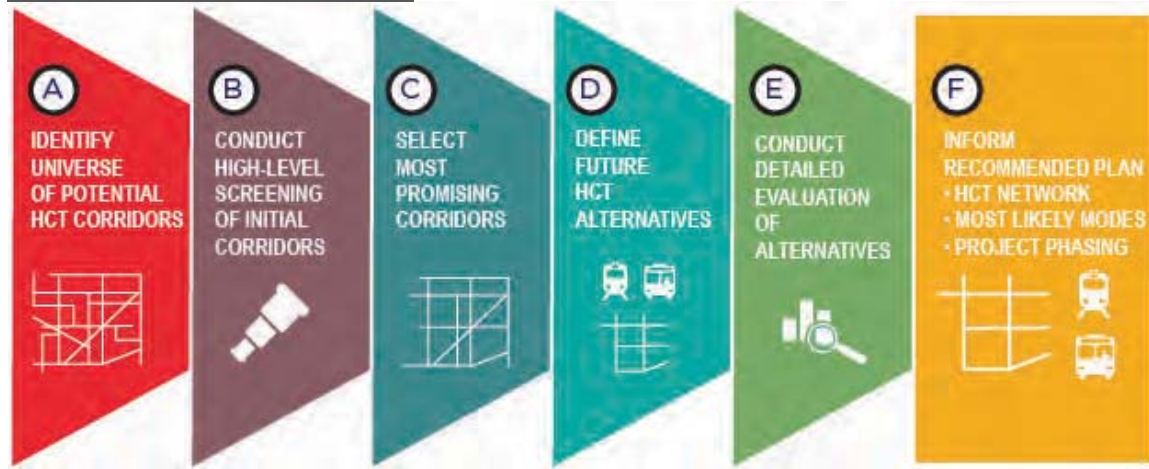 A
IDENTIFY
UNIVERSE
OF POTENTIAL
HCT CORRIDORS
B
CONDUCT
HIGH-LEVEL
SCREENING
OF INITIAL
CORRIDORS
C
SELECT
MOST
PROMISING
CORRIDORS
D
DEFINE
FUTURE
HCT
ALTERNATIVES
E
CONDUCT
DETAILED
EVALUATION
OF
ALTERNATIVES
F
INFORM
RECOMMENDED PLAN
• HCT NETWORK
• MOST LIKELY MODES
• PROJECT PHASING